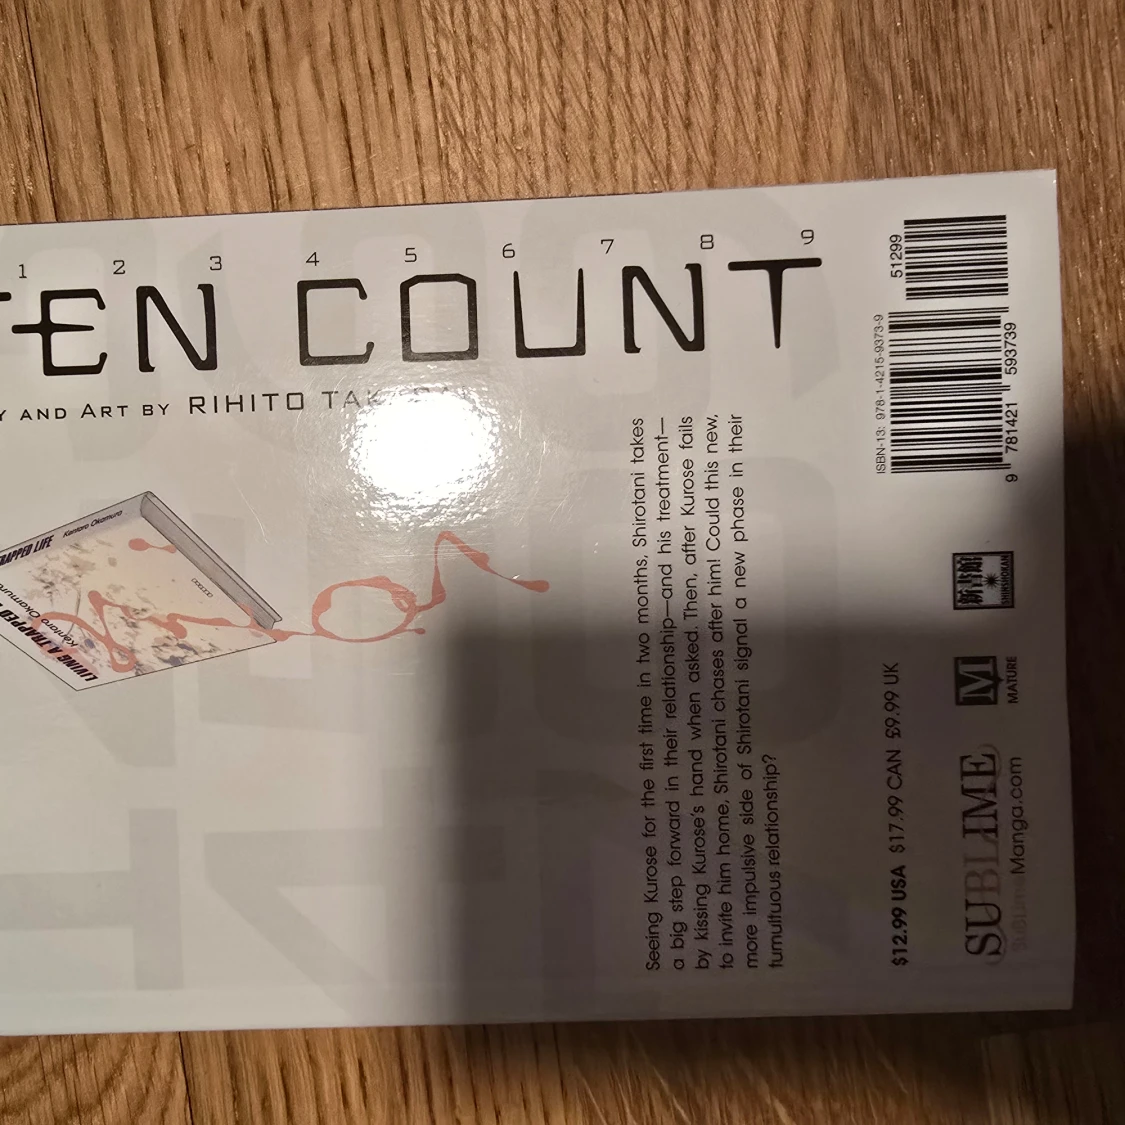 1 2 3 4 5 6 7 8 9
TEN COUNT
Y AND ART BY RIHITO TAK
TRAPPED LIFE Kentaro Okamura
LIVING A TRAPPED
Kentaro Okamura
Seeing Kurose for the first time in two months, Shirotani takes
a big step forward in their relationship—and his treatment—
by kissing Kurose's hand when asked. Then, after Kurose fails
to invite him home, Shirotani chases after him! Could this new,
more impulsive side of Shirotani signal a new phase in their
tumultuous relationship?
$12.99 USA $17.99 CAN £9.99 UK
ISBN-13: 978-1-4215-9373-9
51299
9 781421 593739
新書館
SHINSHOKAN
M
MATURE
SUBLIME
SuBLimeManga.com